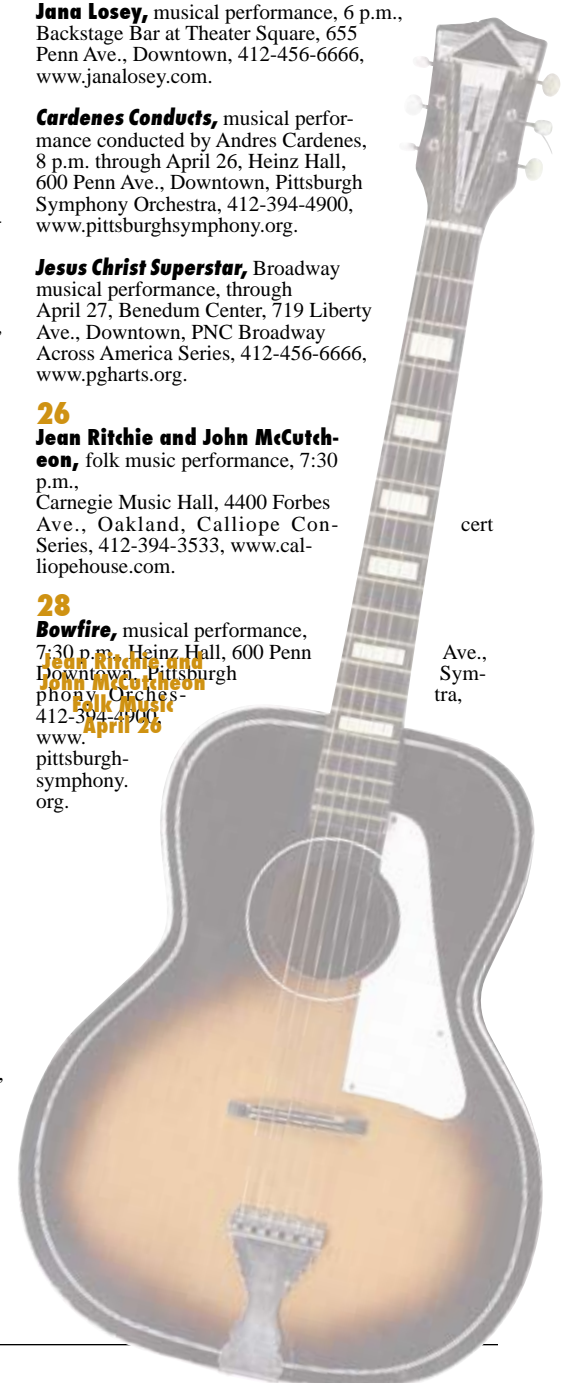 Jana Losey, musical performance, 6 p.m.,
Backstage Bar at Theater Square, 655
Penn Ave., Downtown, 412-456-6666,
www.janalosey.com.
Cardenes Conducts, musical perfor-
mance conducted by Andres Cardenes,
8 p.m. through April 26, Heinz Hall,
600 Penn Ave., Downtown, Pittsburgh
Symphony Orchestra, 412-394-4900,
www.pittsburghsymphony.org.
Jesus Christ Superstar, Broadway
musical performance, through
April 27, Benedum Center, 719 Liberty
Ave., Downtown, PNC Broadway
Across America Series, 412-456-6666,
www.pgharts.org.
26
Jean Ritchie and John McCutch-
eon, folk music performance, 7:30
p.m.,
Carnegie Music Hall, 4400 Forbes
Ave., Oakland, Calliope Con- cert
Series, 412-394-3533, www.cal-
liopehouse.com.
28
Bowfire, musical performance,
7:30 p.m., Heinz Hall, 600 Penn Ave.,
Downtown, Pittsburgh Sym-
phony Orches- tra,
412-394-4900,
www.
pittsburgh-
symphony.
org.
Jean Ritchie and
John McCutcheon
Folk Music
April 26